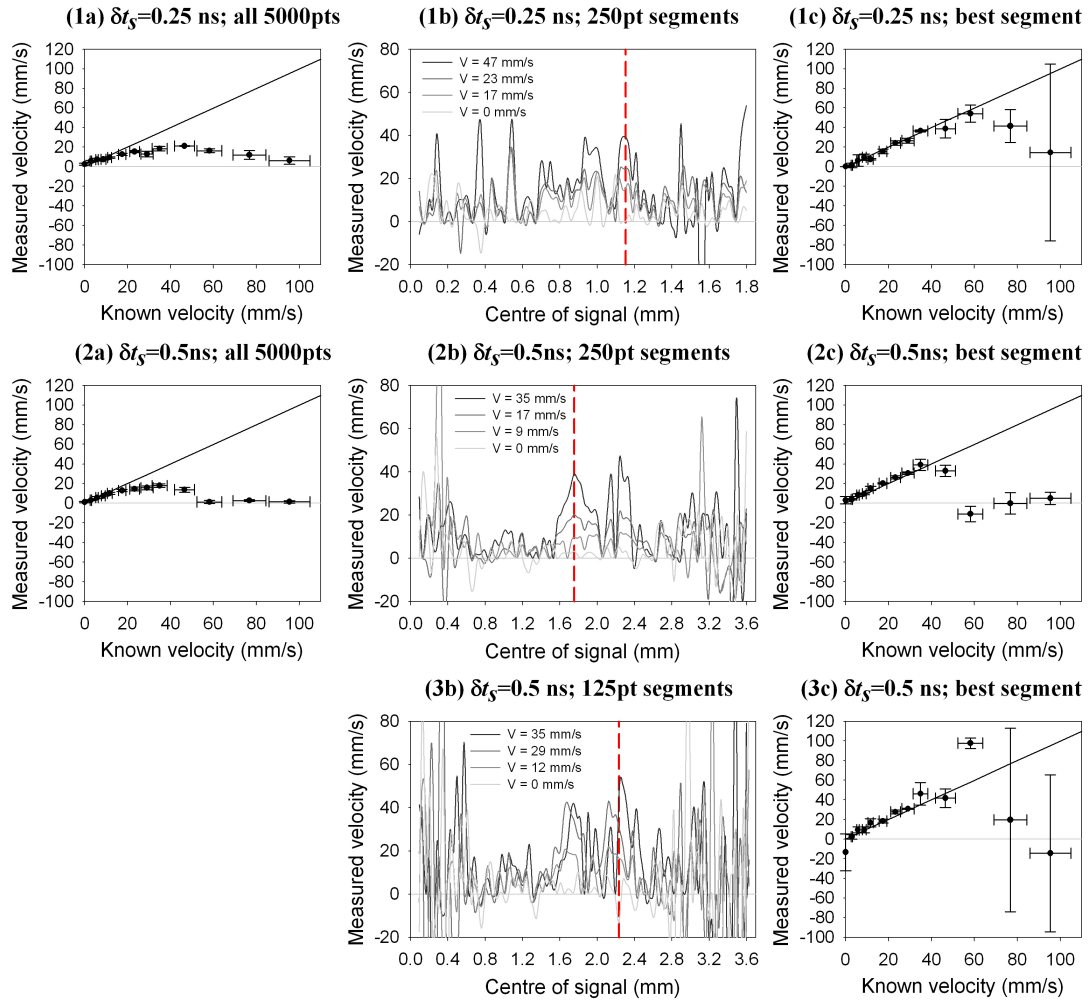 (1a) δts=0.25 ns; all 5000pts
Measured velocity (mm/s)
120
100
80
60
40
20
0
-20
-40
-60
-80
-100
0 20 40 60 80 100
Known velocity (mm/s)
(1b) δts=0.25 ns; 250pt segments
Measured velocity (mm/s)
80
60
40
20
0
-20
V = 47 mm/s
V = 23 mm/s
V = 17 mm/s
V = 0 mm/s
0.0 0.2 0.4 0.6 0.8 1.0 1.2 1.4 1.6 1.8
Centre of signal (mm)
(1c) δts=0.25 ns; best segment
Measured velocity (mm/s)
120
100
80
60
40
20
0
-20
-40
-60
-80
-100
0 20 40 60 80 100
Known velocity (mm/s)
(2a) δts=0.5ns; all 5000pts
Measured velocity (mm/s)
120
100
80
60
40
20
0
-20
-40
-60
-80
-100
0 20 40 60 80 100
Known velocity (mm/s)
(2b) δts=0.5ns; 250pt segments
Measured velocity (mm/s)
80
60
40
20
0
-20
V = 35 mm/s
V = 17 mm/s
V = 9 mm/s
V = 0 mm/s
0.0 0.4 0.8 1.2 1.6 2.0 2.4 2.8 3.2 3.6
Centre of signal (mm)
(2c) δts=0.5ns; best segment
Measured velocity (mm/s)
120
100
80
60
40
20
0
-20
-40
-60
-80
-100
0 20 40 60 80 100
Known velocity (mm/s)
(3b) δts=0.5 ns; 125pt segments
Measured velocity (mm/s)
80
60
40
20
0
-20
V = 35 mm/s
V = 29 mm/s
V = 12 mm/s
V = 0 mm/s
0.0 0.4 0.8 1.2 1.6 2.0 2.4 2.8 3.2 3.6
Centre of signal (mm)
(3c) δts=0.5 ns; best segment
Measured velocity (mm/s)
120
100
80
60
40
20
0
-20
-40
-60
-80
-100
0 20 40 60 80 100
Known velocity (mm/s)